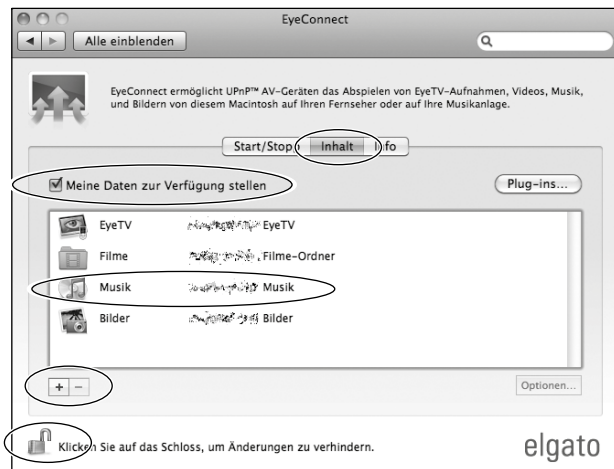 EyeConnect
Alle einblenden
EyeConnect ermöglicht UPnP™ AV-Geräten das Abspielen von EyeTV-Aufnahmen, Videos, Musik,
und Bildern von diesem Macintosh auf Ihren Fernseher oder auf Ihre Musikanlage.
Start/Stopp Inhalt Info
Meine Daten zur Verfügung stellen Plug-ins...
EyeTV EyeTV
Filme Filme-Ordner
Musik Musik
Bilder Bilder
+ − Optionen...
Klicken Sie auf das Schloss, um Änderungen zu verhindern. elgato